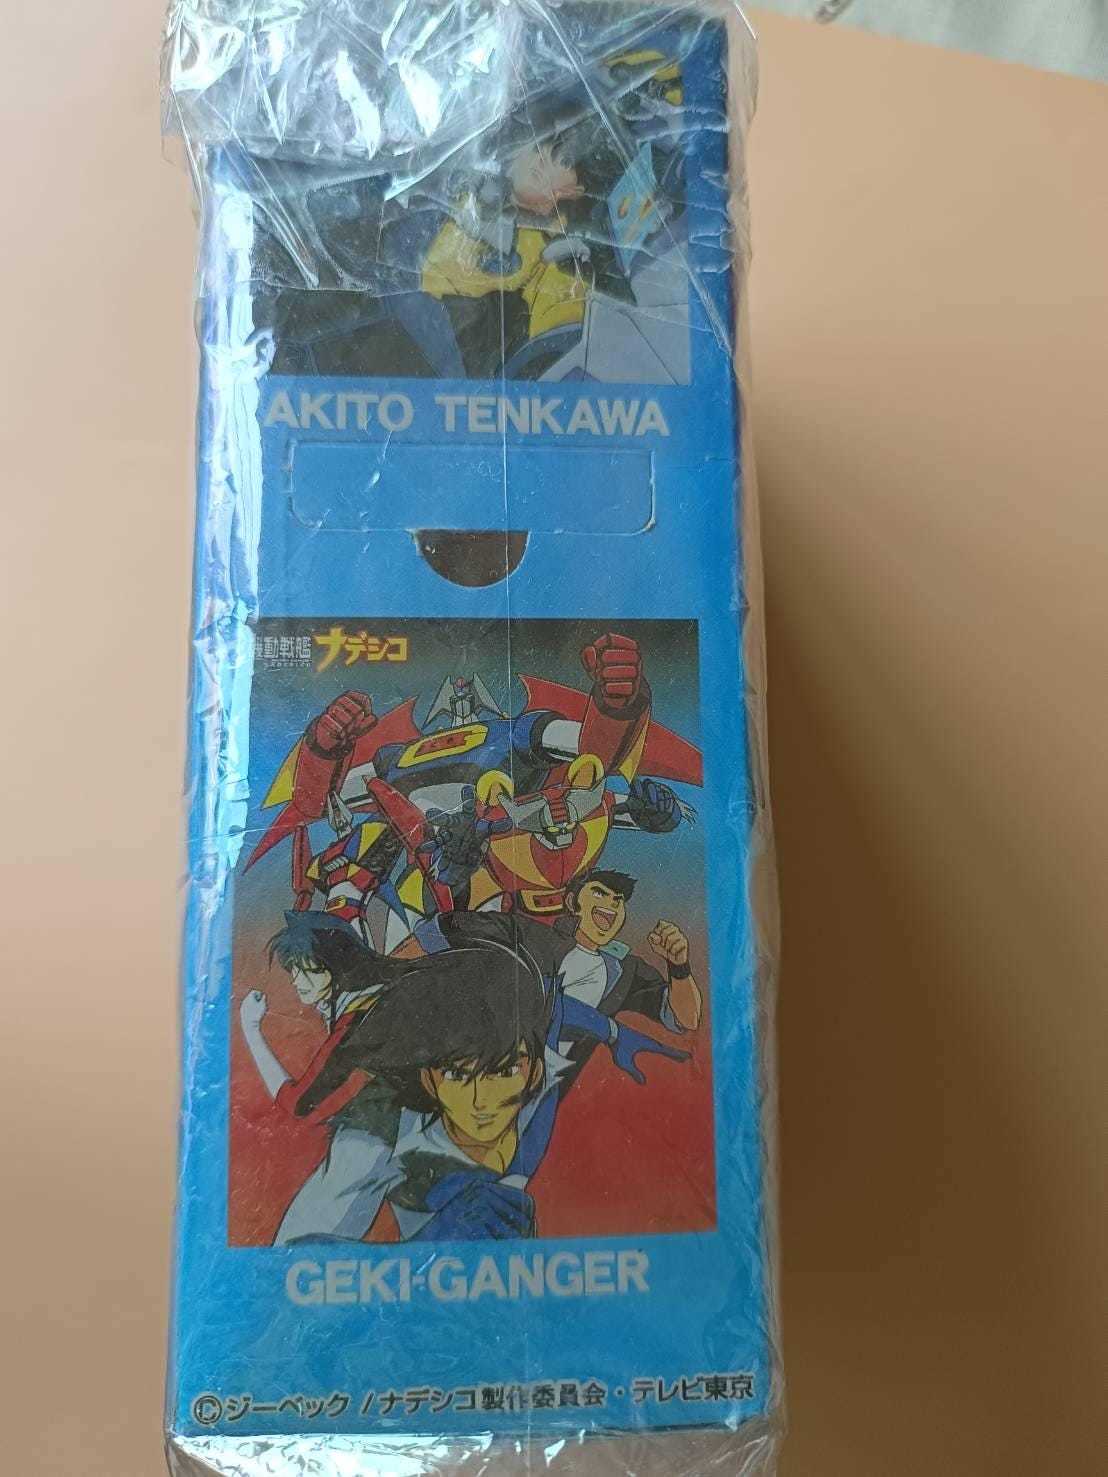 AKITO TENKAWA
機動戦艦 ナデシコ
GEKI-GANGER
©ジーベック / ナデシコ製作委員会・テレビ東京